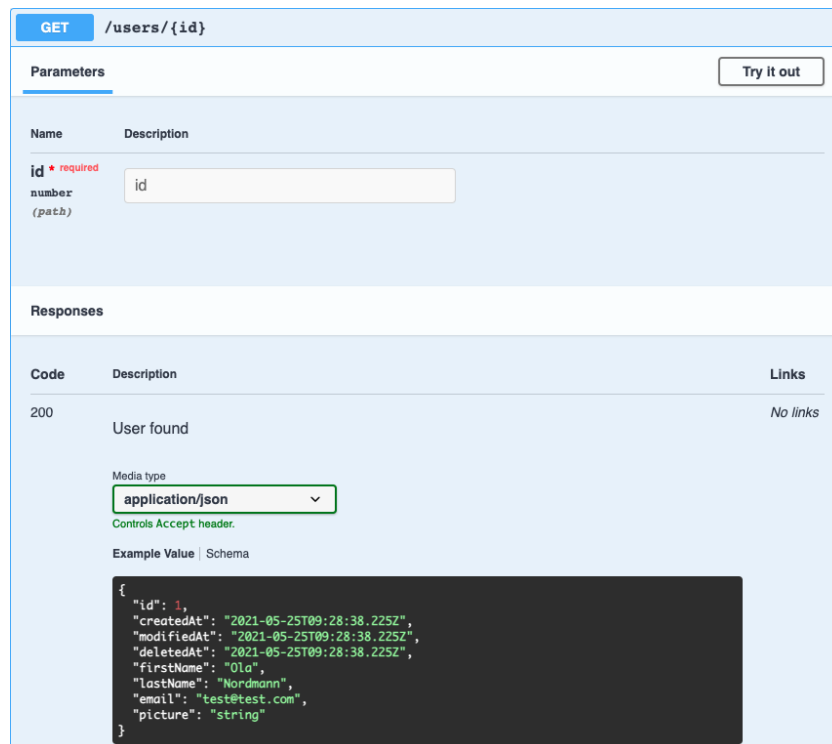 GET /users/{id}
Parameters Try it out
Name Description
id * required id
number
(path)
Responses
Code Description Links
200 No links
User found
Media type
application/json
Controls Accept header.
Example Value Schema
{
"id": 1,
"createdAt": "2021-05-25T09:28:38.225Z",
"modifiedAt": "2021-05-25T09:28:38.225Z",
"deletedAt": "2021-05-25T09:28:38.225Z",
"firstName": "Ola",
"lastName": "Nordmann",
"email": "test@test.com",
"picture": "string"
}